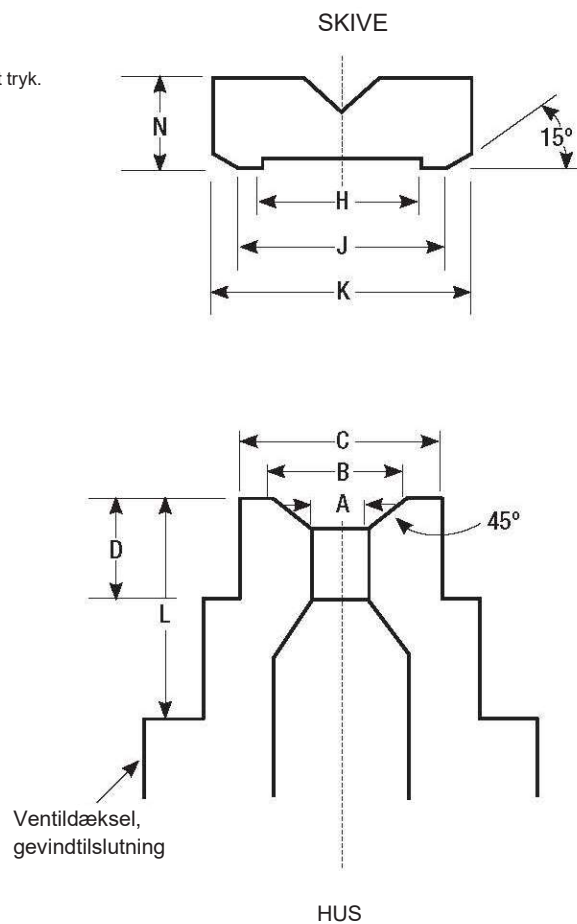 SKIVE
t tryk.
N
15°
H
J
K
C
B
A
45°
D
L
Ventildæksel,
gevindtilslutning
HUS